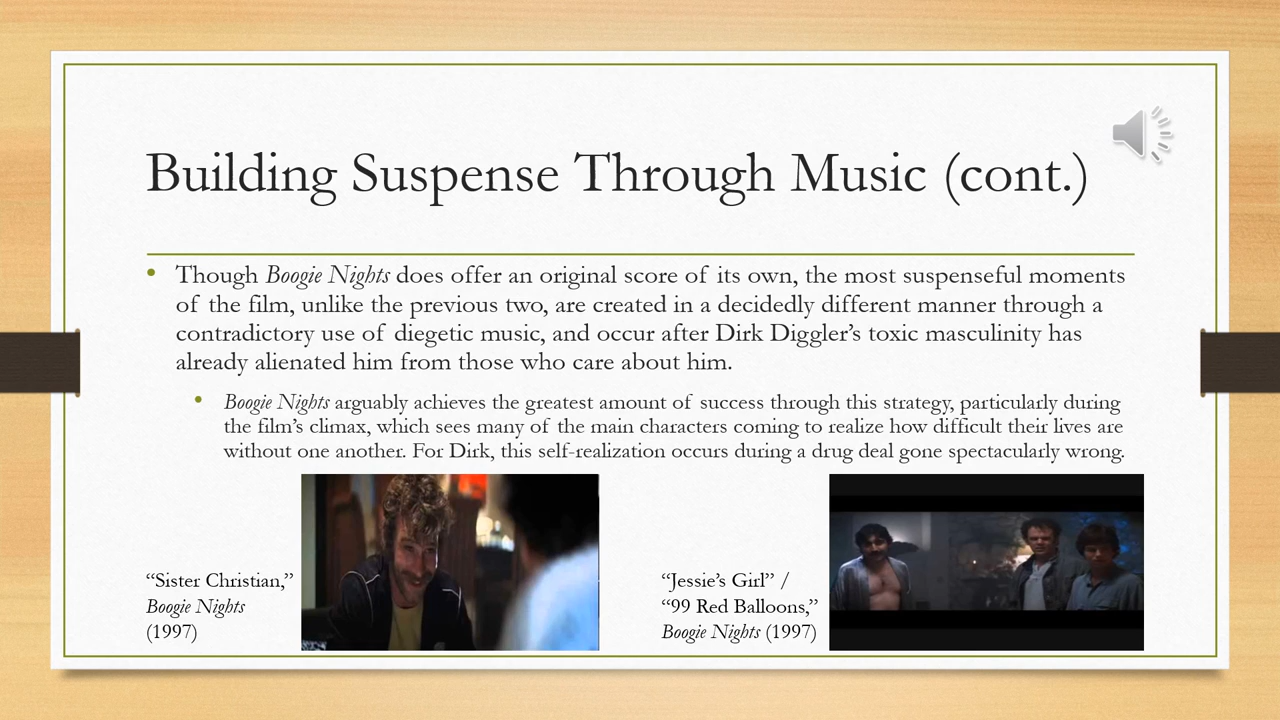 Building Suspense Through Music (cont.)
• Though Boogie Nights does offer an original score of its own, the most suspenseful moments
of the film, unlike the previous two, are created in a decidedly different manner through a
contradictory use of diegetic music, and occur after Dirk Diggler’s toxic masculinity has
already alienated him from those who care about him.
• Boogie Nights arguably achieves the greatest amount of success through this strategy, particularly during
the film’s climax, which sees many of the main characters coming to realize how difficult their lives are
without one another. For Dirk, this self-realization occurs during a drug deal gone spectacularly wrong.
“Sister Christian,”
Boogie Nights
(1997)
“Jessie’s Girl” /
“99 Red Balloons,”
Boogie Nights (1997)